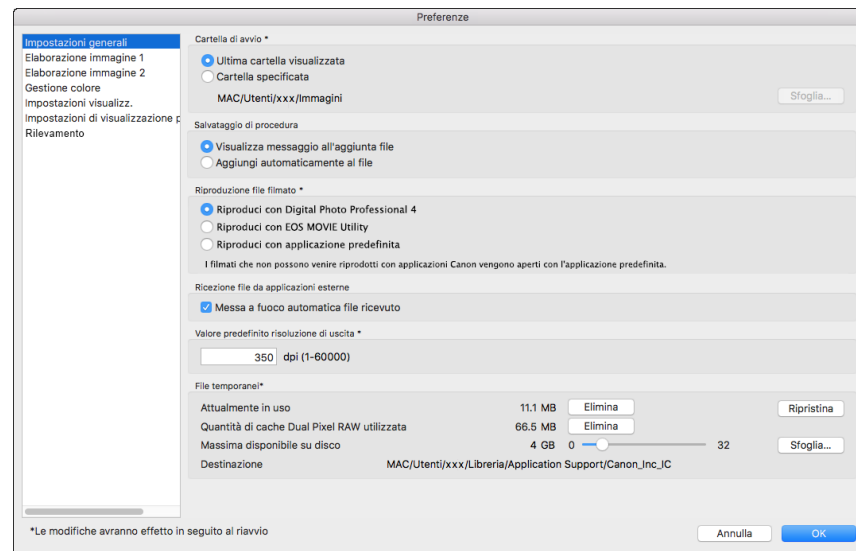 Preferenze
Impostazioni generali
Elaborazione immagine 1
Elaborazione immagine 2
Gestione colore
Impostazioni visualizz.
Impostazioni di visualizzazione p
Rilevamento
Cartella di avvio *
Ultima cartella visualizzata
Cartella specificata
MAC/Utenti/xxx/Immagini
Sfoglia...
Salvataggio di procedura
Visualizza messaggio all'aggiunta file
Aggiungi automaticamente al file
Riproduzione file filmato *
Riproduci con Digital Photo Professional 4
Riproduci con EOS MOVIE Utility
Riproduci con applicazione predefinita
I filmati che non possono venire riprodotti con applicazioni Canon vengono aperti con l'applicazione predefinita.
Ricezione file da applicazioni esterne
Messa a fuoco automatica file ricevuto
Valore predefinito risoluzione di uscita *
350 dpi (1-60000)
File temporanei*
Attualmente in uso 11.1 MB Elimina Ripristina
Quantità di cache Dual Pixel RAW utilizzata 66.5 MB Elimina
Massima disponibile su disco 4 GB 0 32 Sfoglia...
Destinazione MAC/Utenti/xxx/Libreria/Application Support/Canon_Inc_IC
*Le modifiche avranno effetto in seguito al riavvio
Annulla OK